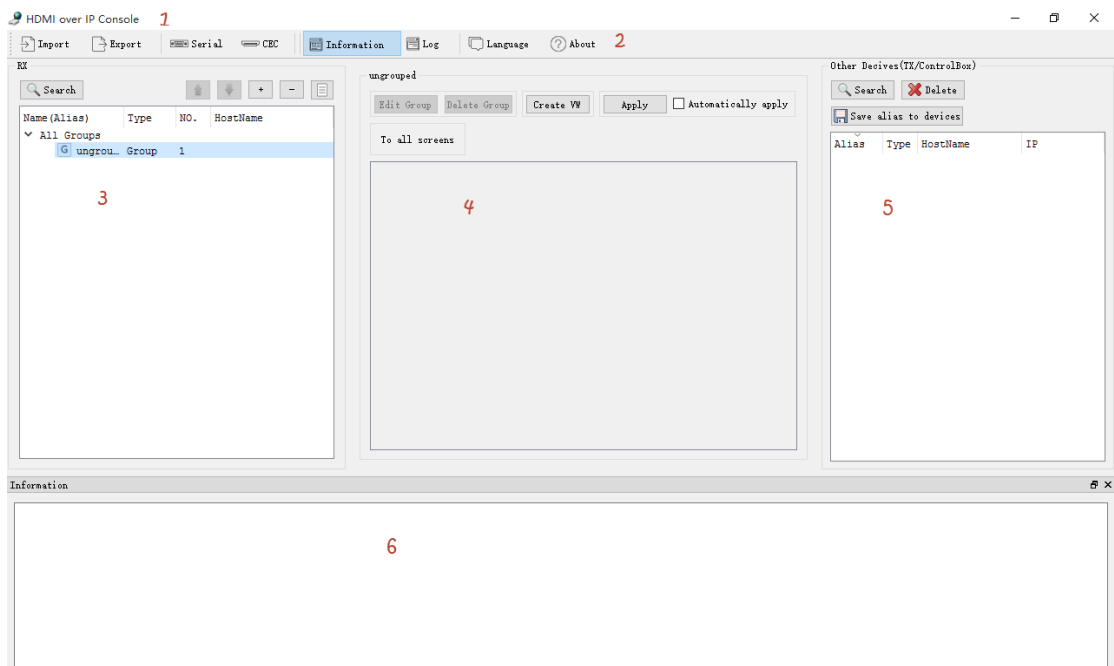 HDMI over IP Console 1
Import Export Serial CEC Information Log Language About 2
RX
Search + -
Name(Alias) Type NO. HostName
All Groups
G ungrou… Group 1
3
ungrouped
Edit Group Delete Group Create VW Apply Automatically apply
To all screens
4
Other Decives(TX/ControlBox)
Search Delete
Save alias to devices
Alias Type HostName IP
5
Information
6